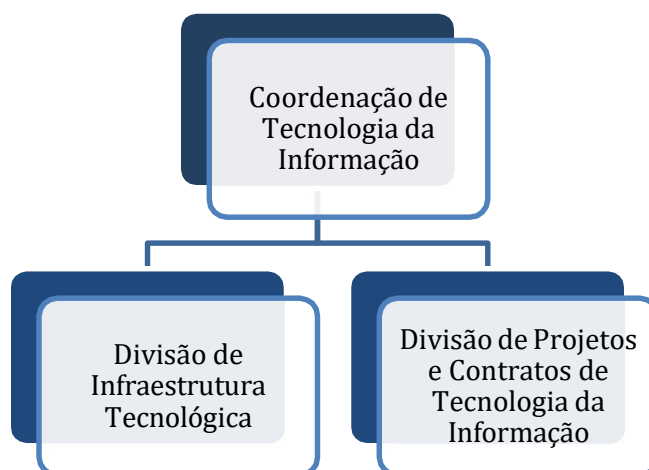 Coordenação de
Tecnologia da
Informação
Divisão de
Infraestrutura
Tecnológica
Divisão de Projetos
e Contratos de
Tecnologia da
Informação